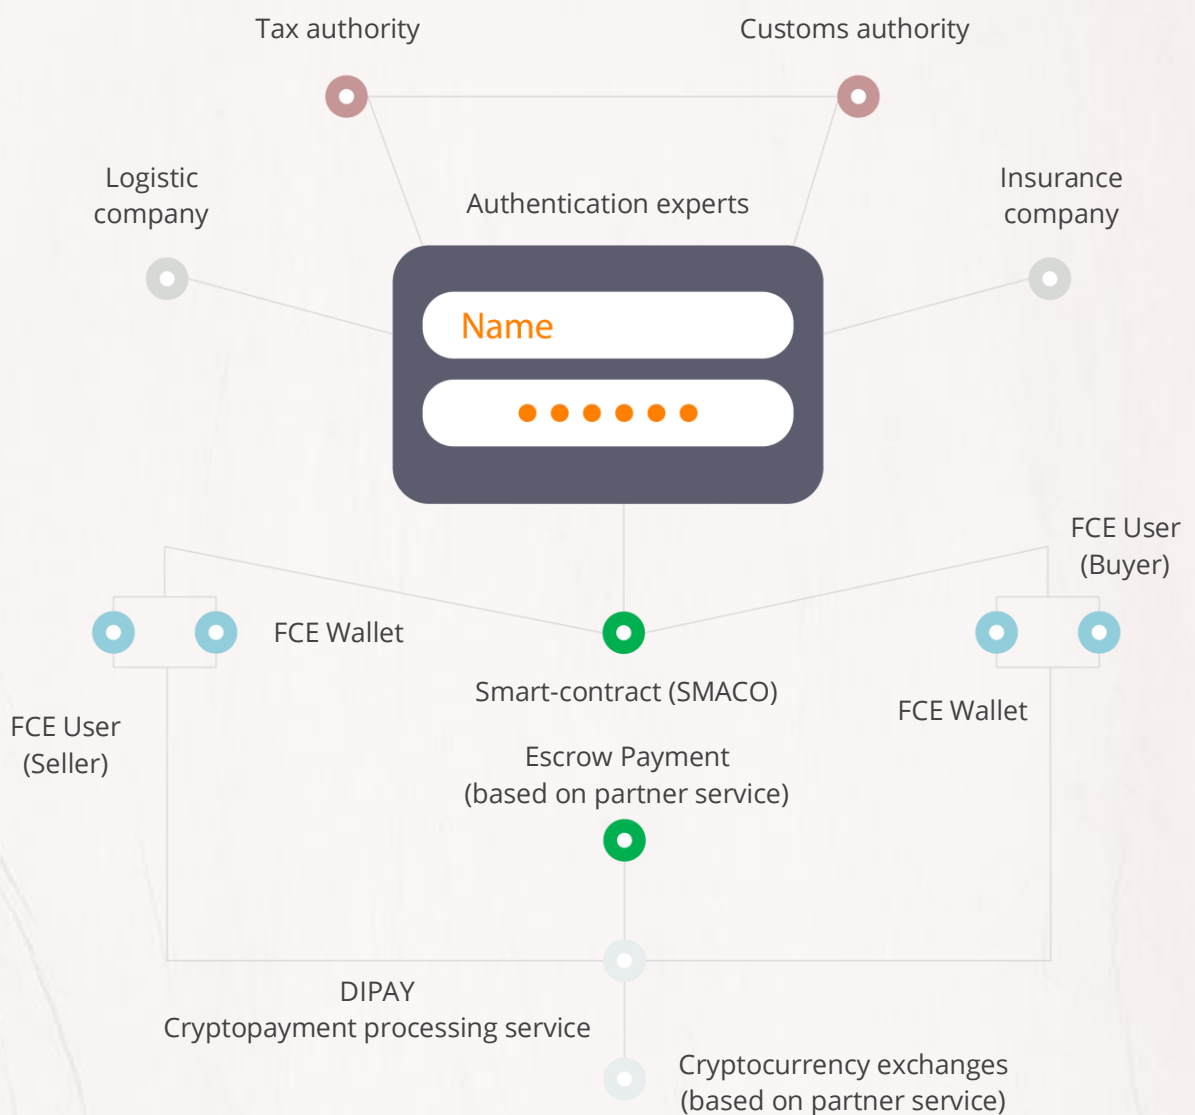 Tax authority
Customs authority
Logistic
company
Insurance
company
Authentication experts
Name
FCE User
(Buyer)
FCE Wallet
Smart-contract (SMACO)
FCE Wallet
FCE User
(Seller)
Escrow Payment
(based on partner service)
DIPAY
Cryptopayment processing service
Cryptocurrency exchanges
(based on partner service)